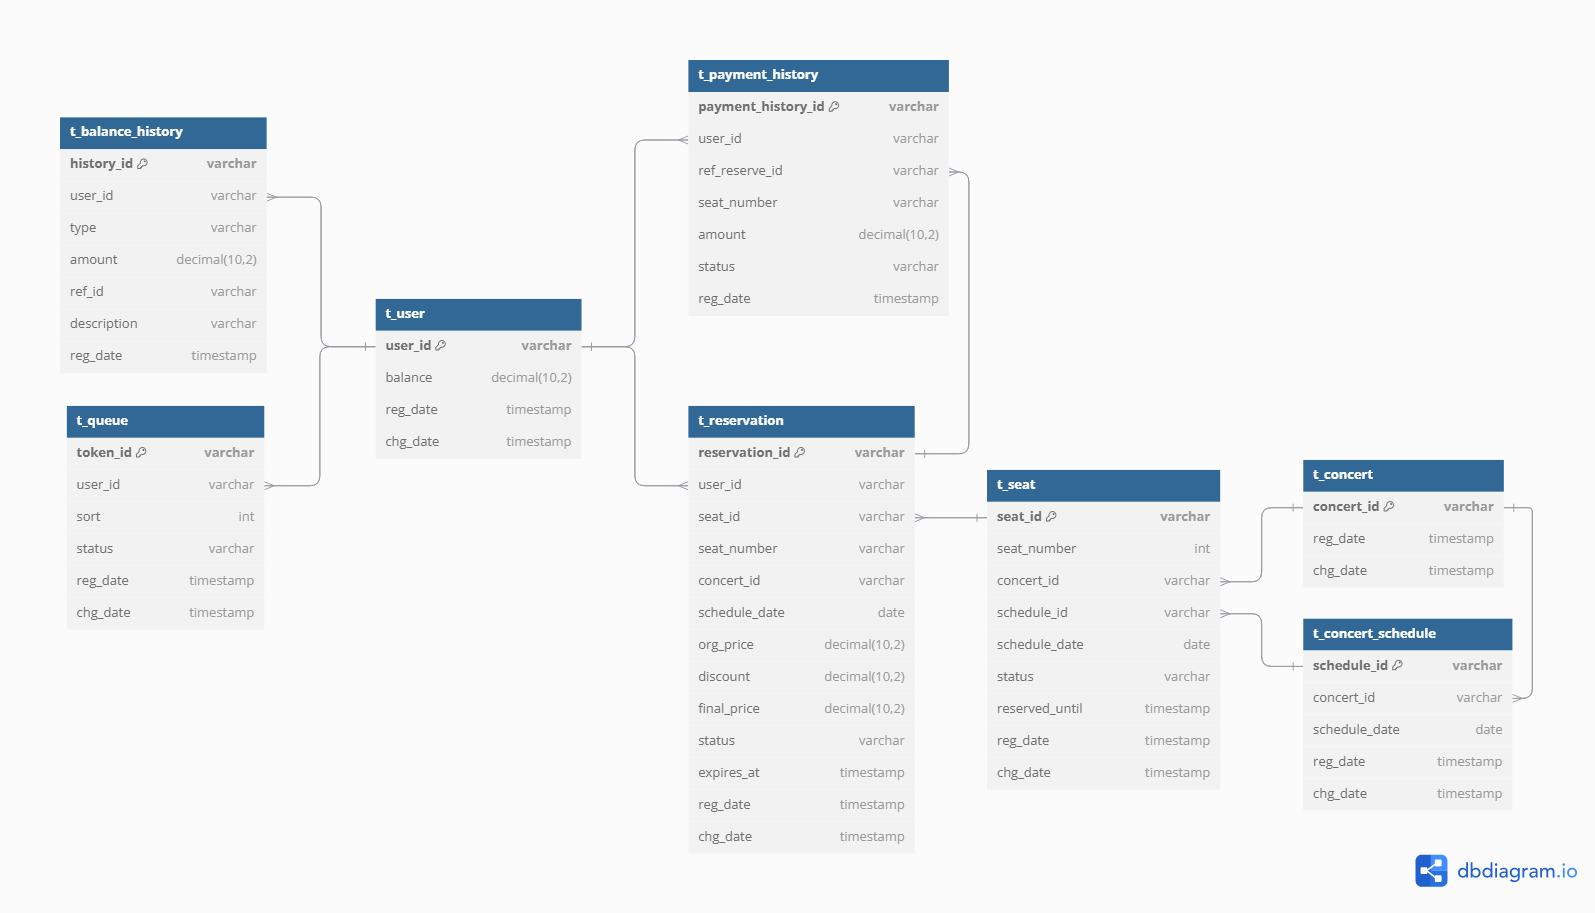 t_balance_history
history_id varchar
user_id varchar
type varchar
amount decimal(10,2)
ref_id varchar
description varchar
reg_date timestamp
t_queue
token_id varchar
user_id varchar
sort int
status varchar
reg_date timestamp
chg_date timestamp
t_user
user_id varchar
balance decimal(10,2)
reg_date timestamp
chg_date timestamp
t_payment_history
payment_history_id varchar
user_id varchar
ref_reserve_id varchar
seat_number varchar
amount decimal(10,2)
status varchar
reg_date timestamp
t_reservation
reservation_id varchar
user_id varchar
seat_id varchar
seat_number varchar
concert_id varchar
schedule_date date
org_price decimal(10,2)
discount decimal(10,2)
final_price decimal(10,2)
status varchar
expires_at timestamp
reg_date timestamp
chg_date timestamp
t_seat
seat_id varchar
seat_number int
concert_id varchar
schedule_id varchar
schedule_date date
status varchar
reserved_until timestamp
reg_date timestamp
chg_date timestamp
t_concert
concert_id varchar
reg_date timestamp
chg_date timestamp
t_concert_schedule
schedule_id varchar
concert_id varchar
schedule_date date
reg_date timestamp
chg_date timestamp
dbdiagram.io